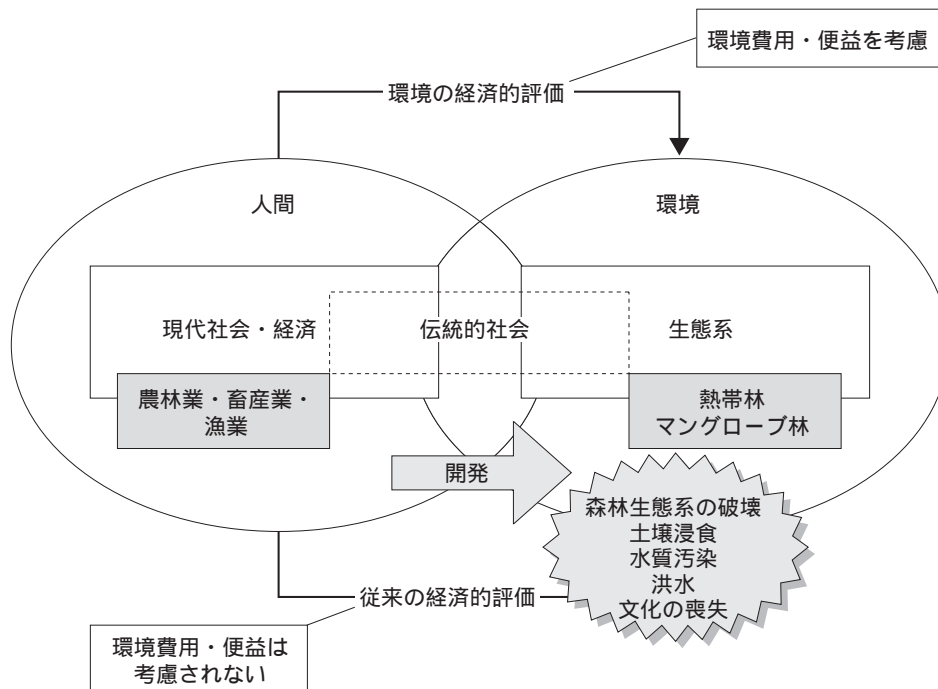 環境費用・便益を考慮
環境の経済的評価
人間
環境
現代社会・経済
伝統的社会
生態系
農林業・畜産業・
漁業
熱帯林
マングローブ林
開発
森林生態系の破壊
土壌浸食
水質汚染
洪水
文化の喪失
従来の経済的評価
環境費用・便益は
考慮されない